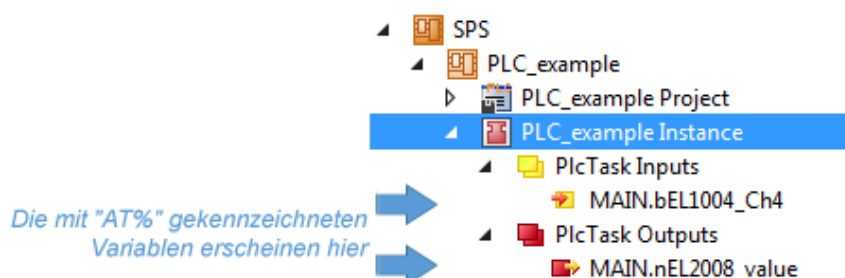 SPS
PLC_example
PLC_example Project
PLC_example Instance
PlcTask Inputs
MAIN.bEL1004_Ch4
PlcTask Outputs
MAIN.nEL2008_value
Die mit "AT%" gekennzeichneten
Variablen erscheinen hier